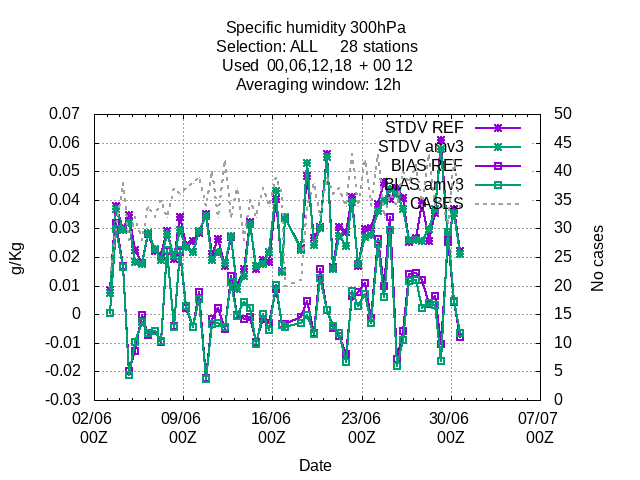 Specific humidity 300hPa
Selection: ALL     28 stations
Used  00,06,12,18  + 00 12
Averaging window: 12h
0.07
0.06
0.05
0.04
0.03
0.02
0.01
0
-0.01
-0.02
-0.03
g/Kg
50
45
40
35
30
25
20
15
10
5
0
No cases
STDV REF
STDV amv3
BIAS REF
BIAS amv3
CASES
02/06 09/06 16/06 23/06 30/06 07/07
00Z 00Z 00Z 00Z 00Z 00Z
Date